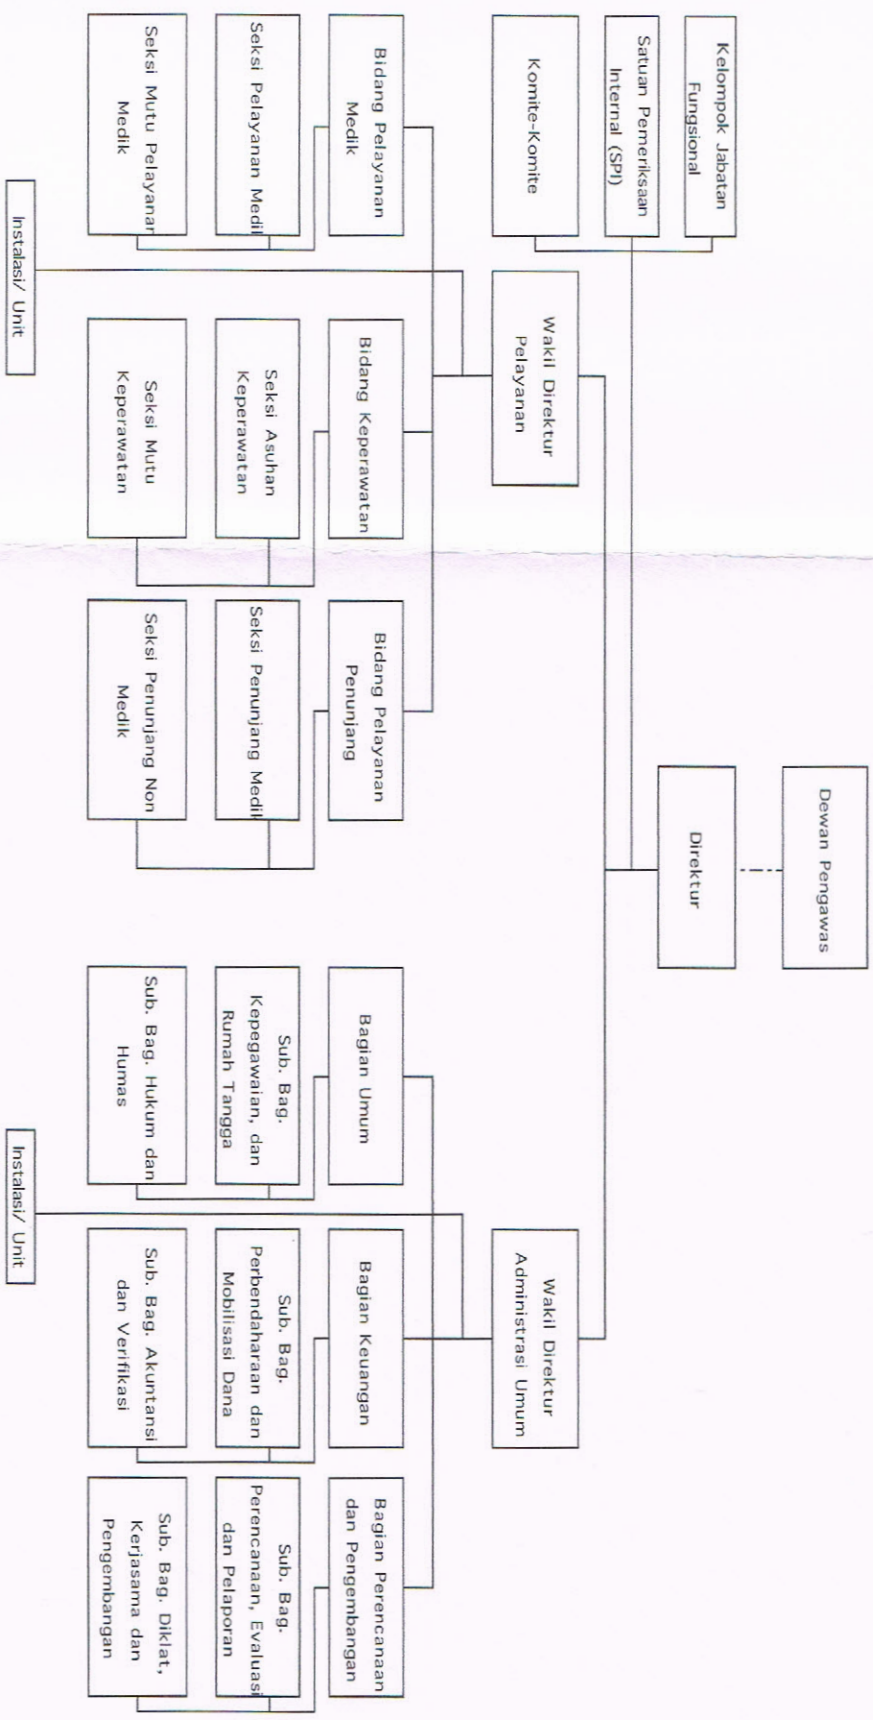 Dewan Pengawas
Direktur
Kelompok Jabatan
Fungsional
Satuan Pemeriksaan
Internal (SPI)
Komite-Komite
Wakil Direktur
Pelayanan
Wakil Direktur
Administrasi Umum
Bidang Pelayanan
Medik
Bidang Keperawatan
Bidang Pelayanan
Penunjang
Bagian Umum
Bagian Keuangan
Bagian Perencanaan
dan Pengembangan
Seksi Pelayanan Medik
Seksi Asuhan
Keperawatan
Seksi Penunjang Medik
Sub. Bag.
Kepegawaian, dan
Rumah Tangga
Sub. Bag.
Perbendaharaan dan
Mobilisasi Dana
Sub. Bag.
Perencanaan, Evaluasi
dan Pelaporan
Seksi Mutu Pelayanan
Medik
Seksi Mutu
Keperawatan
Seksi Penunjang Non
Medik
Sub. Bag. Hukum dan
Humas
Sub. Bag. Akuntansi
dan Verifikasi
Sub. Bag. Diklat,
Kerjasama dan
Pengembangan
Instalasi/ Unit
Instalasi/ Unit